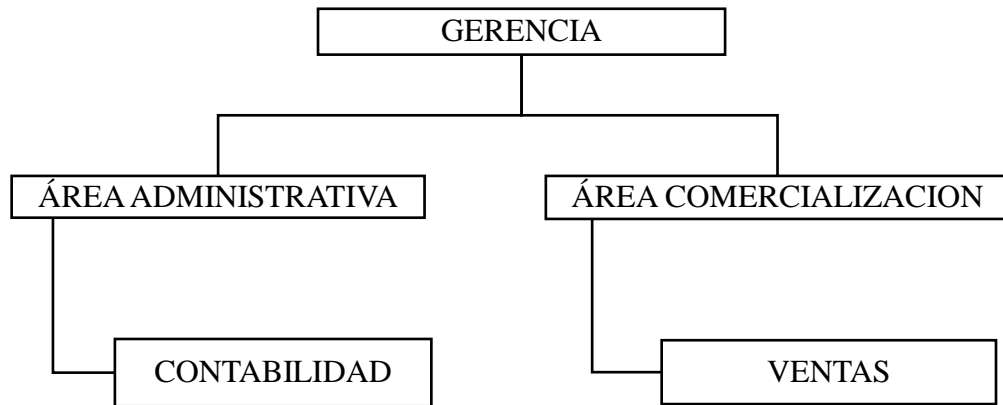 GERENCIA
ÁREA ADMINISTRATIVA
ÁREA COMERCIALIZACION
CONTABILIDAD
VENTAS